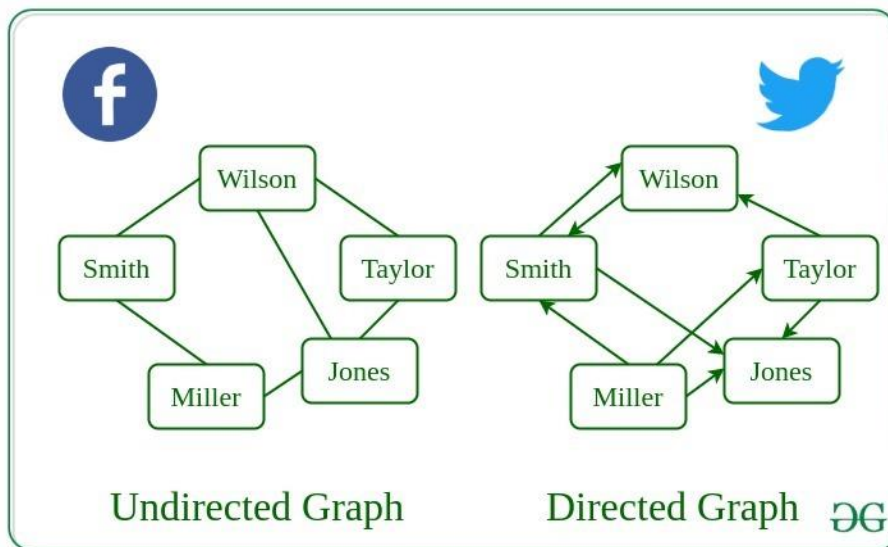 Wilson
Smith
Taylor
Jones
Miller
Undirected Graph
Wilson
Smith
Taylor
Jones
Miller
Directed Graph